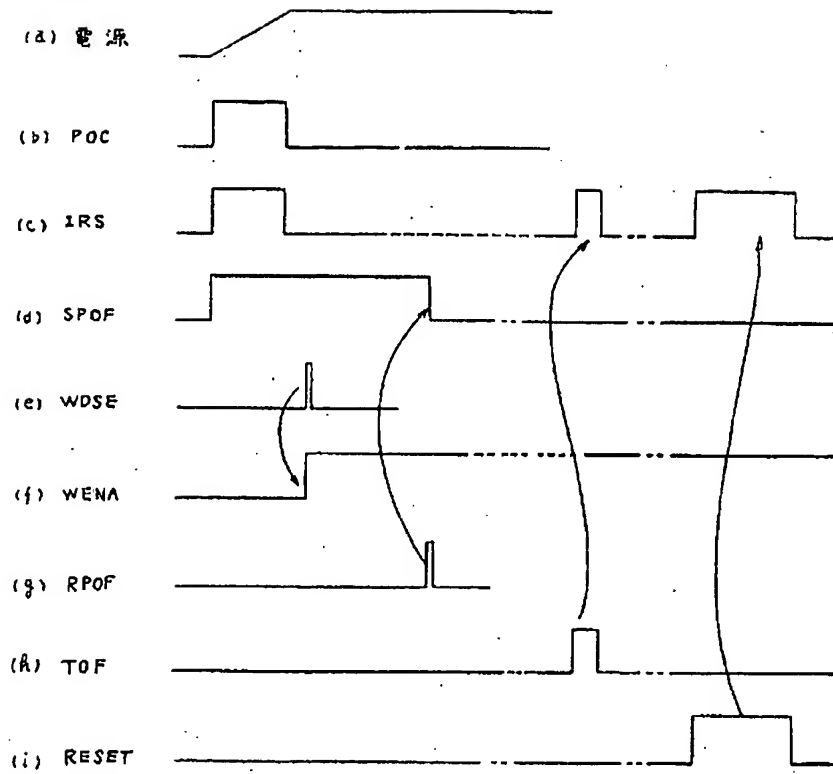 (a) 電源
(b) POC
(c) IRS
(d) SPOF
(e) WDSE
(f) WENA
(g) RPOF
(h) TOF
(i) RESET